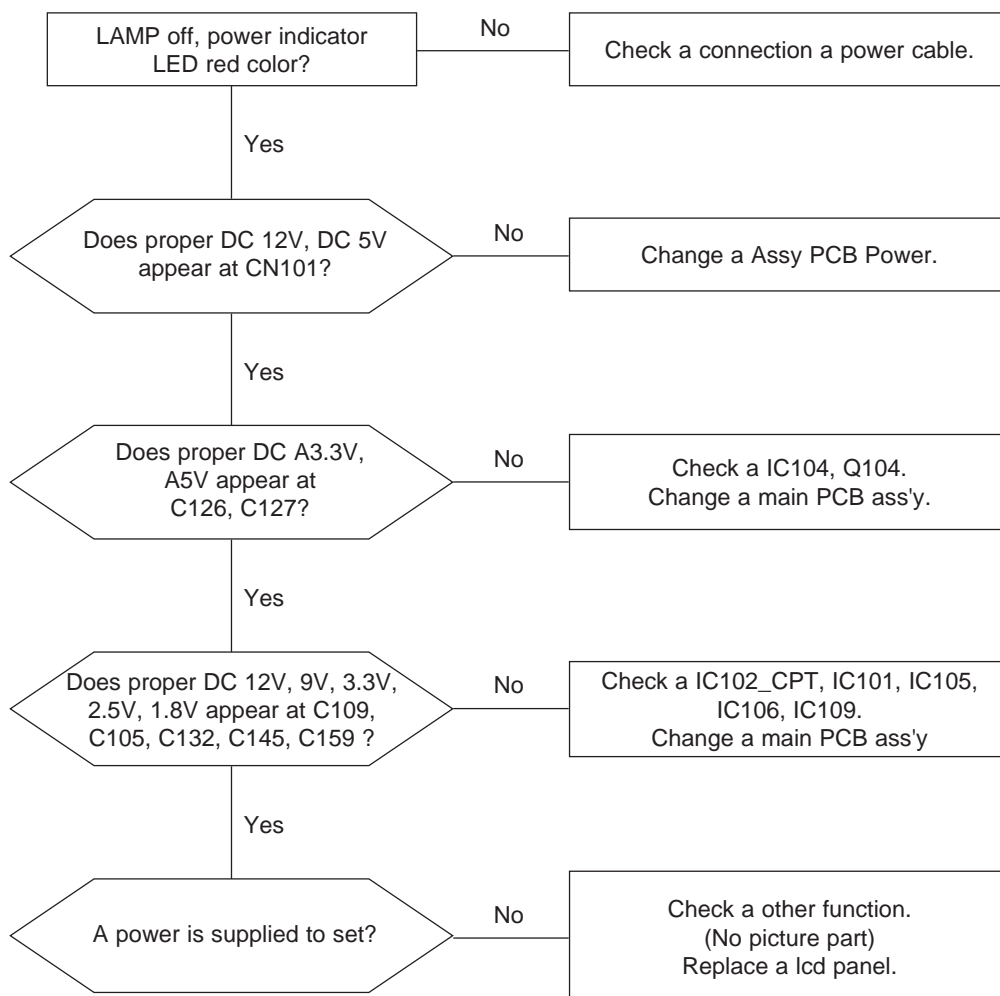 LAMP off, power indicator
LED red color?
No
Check a connection a power cable.
Yes
Does proper DC 12V, DC 5V
appear at CN101?
No
Change a Assy PCB Power.
Yes
Does proper DC A3.3V,
A5V appear at
C126, C127?
No
Check a IC104, Q104.
Change a main PCB ass'y.
Yes
Does proper DC 12V, 9V, 3.3V,
2.5V, 1.8V appear at C109,
C105, C132, C145, C159 ?
No
Check a IC102_CPT, IC101, IC105,
IC106, IC109.
Change a main PCB ass'y
Yes
A power is supplied to set?
No
Check a other function.
(No picture part)
Replace a lcd panel.